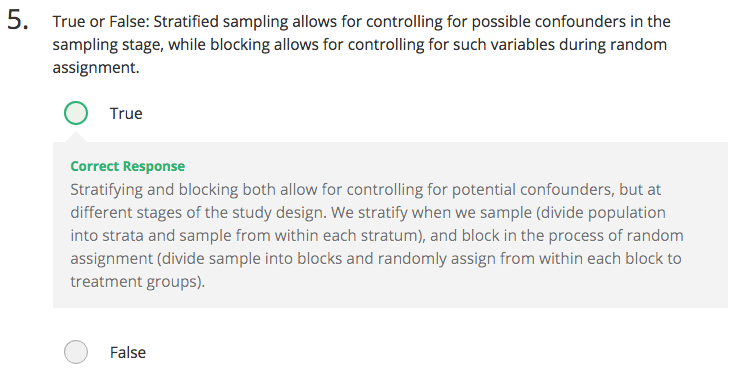 5. True or False: Stratified sampling allows for controlling for possible confounders in the
sampling stage, while blocking allows for controlling for such variables during random
assignment.
True
Correct Response
Stratifying and blocking both allow for controlling for potential confounders, but at
different stages of the study design. We stratify when we sample (divide population
into strata and sample from within each stratum), and block in the process of random
assignment (divide sample into blocks and randomly assign from within each block to
treatment groups).
False